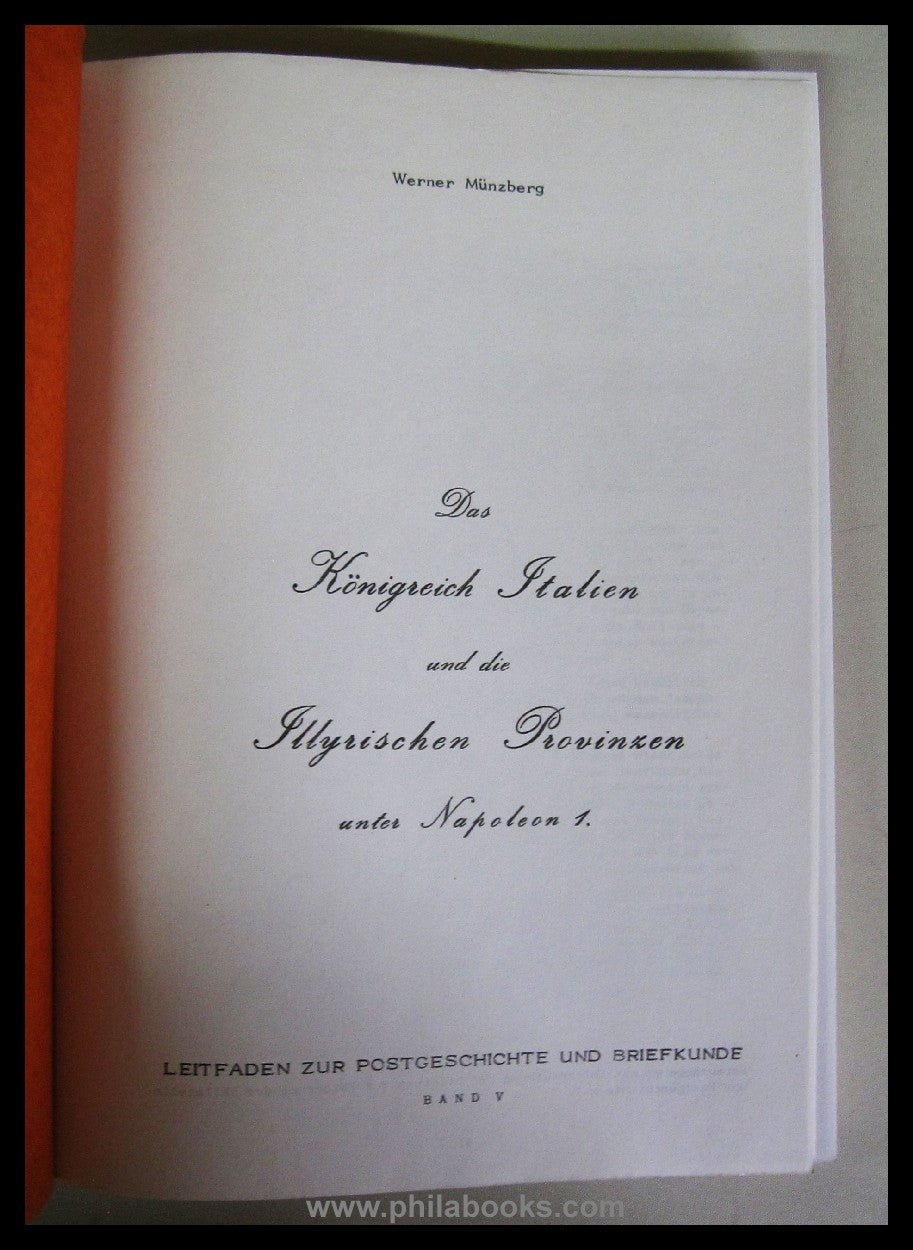 Werner Münzberg
Das
Königreich Italien
und die
Illyrischen Provinzen
unter Napoleon 1.
LEITFADEN ZUR POSTGESCHICHTE UND BRIEFKUNDE
BAND V
www.philabooks.com